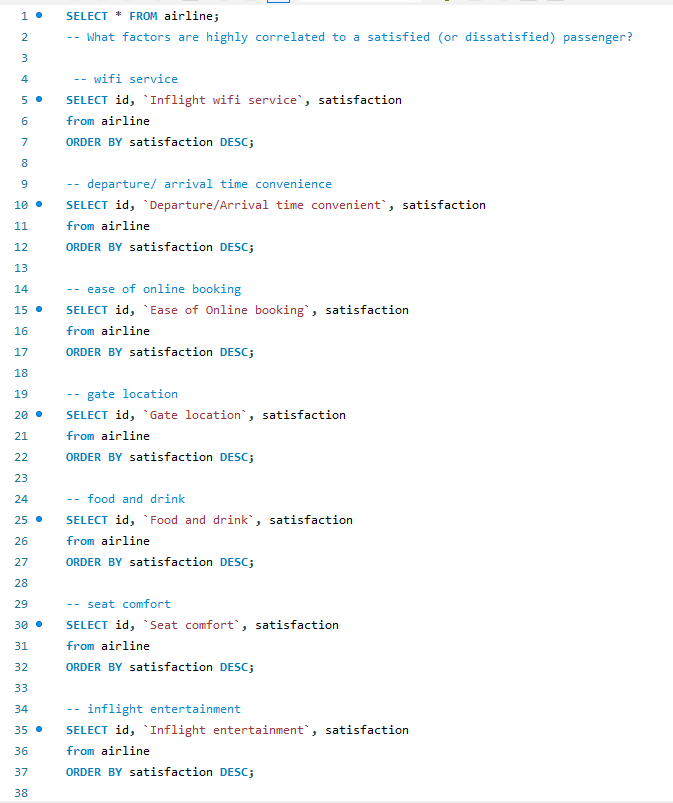 1 SELECT * FROM airline;
2 -- What factors are highly correlated to a satisfied (or dissatisfied) passenger?
3
4 -- wifi service
5 SELECT id, `Inflight wifi service`, satisfaction
6 from airline
7 ORDER BY satisfaction DESC;
8
9 -- departure/ arrival time convenience
10 SELECT id, `Departure/Arrival time convenient`, satisfaction
11 from airline
12 ORDER BY satisfaction DESC;
13
14 -- ease of online booking
15 SELECT id, `Ease of Online booking`, satisfaction
16 from airline
17 ORDER BY satisfaction DESC;
18
19 -- gate location
20 SELECT id, `Gate location`, satisfaction
21 from airline
22 ORDER BY satisfaction DESC;
23
24 -- food and drink
25 SELECT id, `Food and drink`, satisfaction
26 from airline
27 ORDER BY satisfaction DESC;
28
29 -- seat comfort
30 SELECT id, `Seat comfort`, satisfaction
31 from airline
32 ORDER BY satisfaction DESC;
33
34 -- inflight entertainment
35 SELECT id, `Inflight entertainment`, satisfaction
36 from airline
37 ORDER BY satisfaction DESC;
38